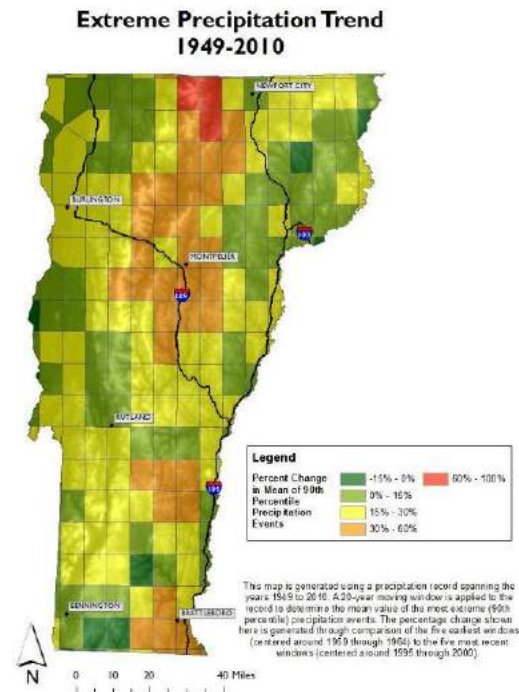 Extreme Precipitation Trend
1949-2010
NEWPORT CITY
BURLINGTON
MONTPELIER
RUTLAND
BENNINGTON
BRATTLEBORO
Legend
Percent Change
in Mean of 90th
Percentile
Precipitation
Events
-15% - 0%
0% - 15%
15% - 30%
30% - 60%
60% - 100%
This map is generated using a precipitation record spanning the
years 1949 to 2010. A 20-year moving window is applied to the
record to determine the mean value of the most extreme (90th
percentile) precipitation events. The percentage change shown
here is generated through comparison of the five earliest windows
(centered around 1959 through 1964) to the five most recent
windows (centered around 1995 through 2000).
N
0 5 10 20 30 40 Miles